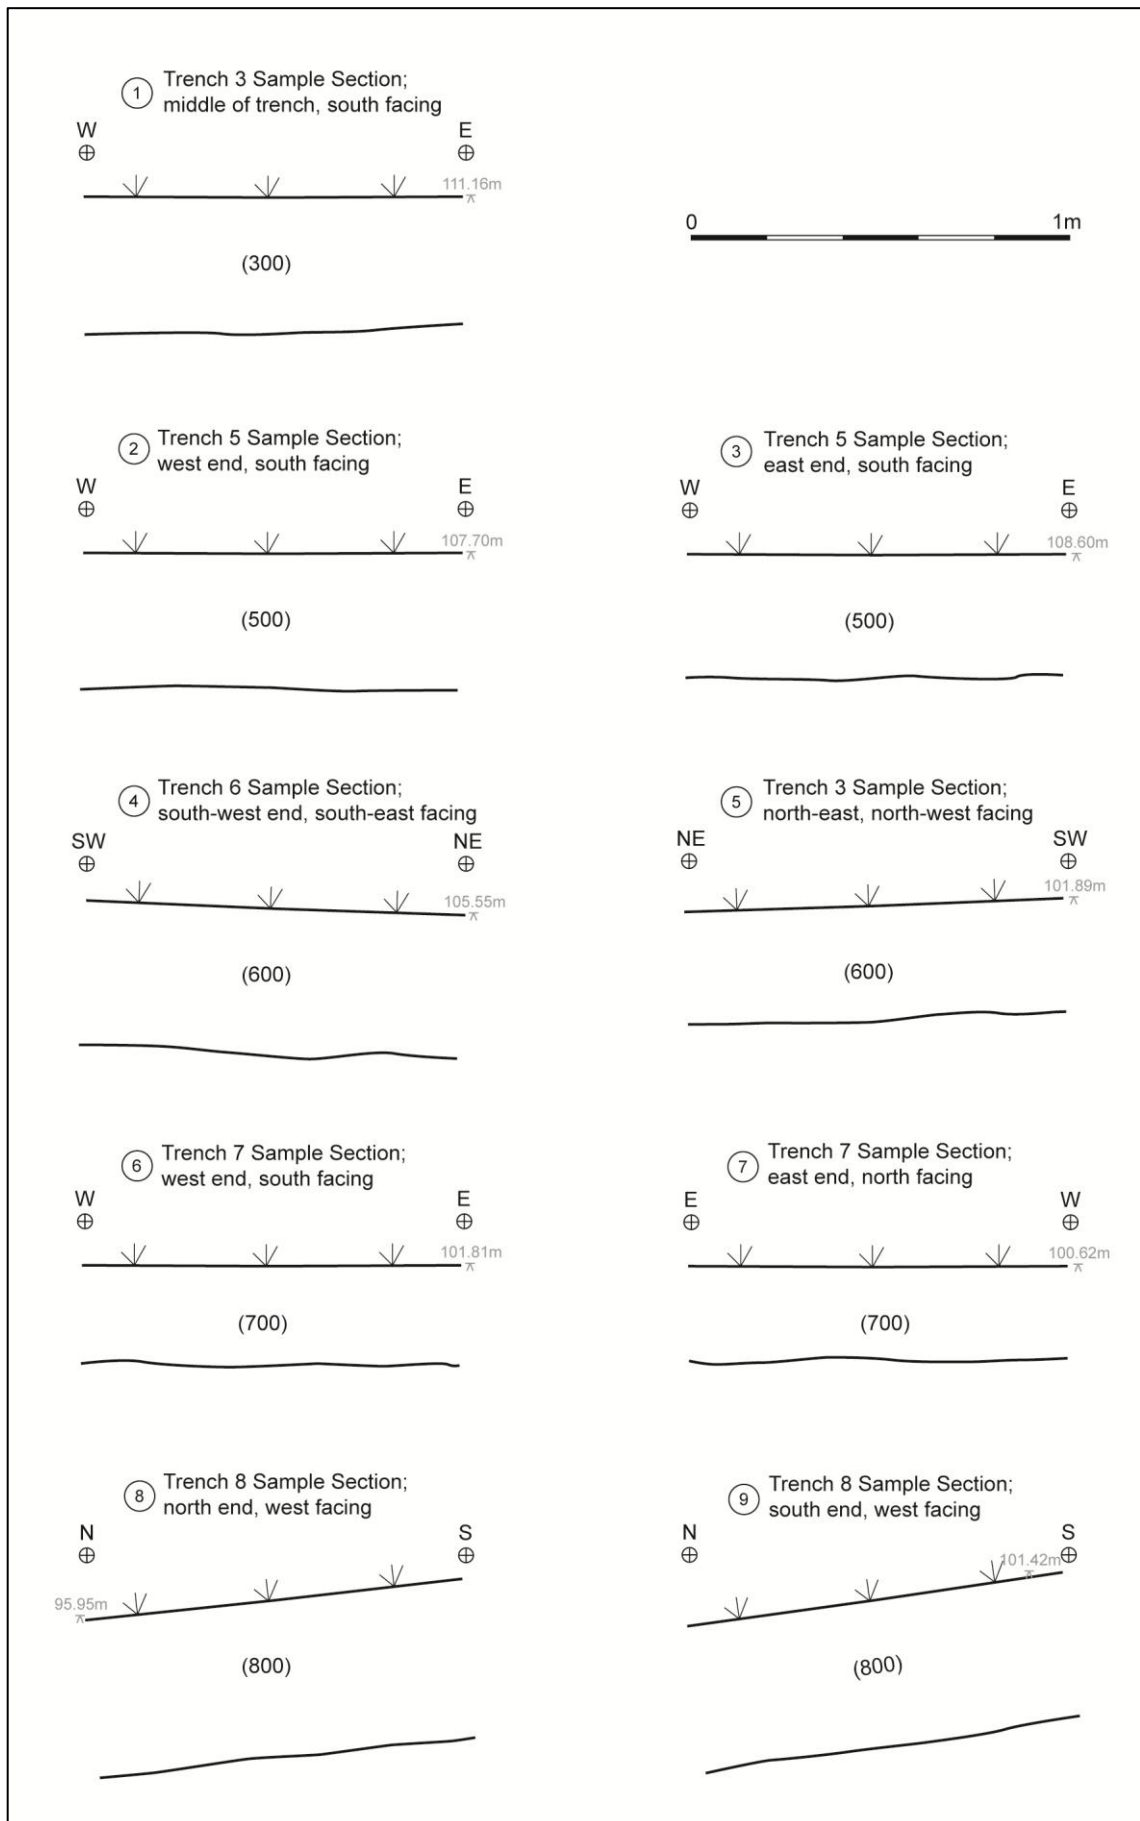 1
Trench 3 Sample Section;
middle of trench, south facing
W
E
111.16m
(300)
0
1m
2
Trench 5 Sample Section;
west end, south facing
W
E
107.70m
(500)
3
Trench 5 Sample Section;
east end, south facing
W
E
108.60m
(500)
4
Trench 6 Sample Section;
south-west end, south-east facing
SW
NE
105.55m
(600)
5
Trench 3 Sample Section;
north-east, north-west facing
NE
SW
101.89m
(600)
6
Trench 7 Sample Section;
west end, south facing
W
E
101.81m
(700)
7
Trench 7 Sample Section;
east end, north facing
E
W
100.62m
(700)
8
Trench 8 Sample Section;
north end, west facing
N
S
95.95m
(800)
9
Trench 8 Sample Section;
south end, west facing
N
S
101.42m
(800)